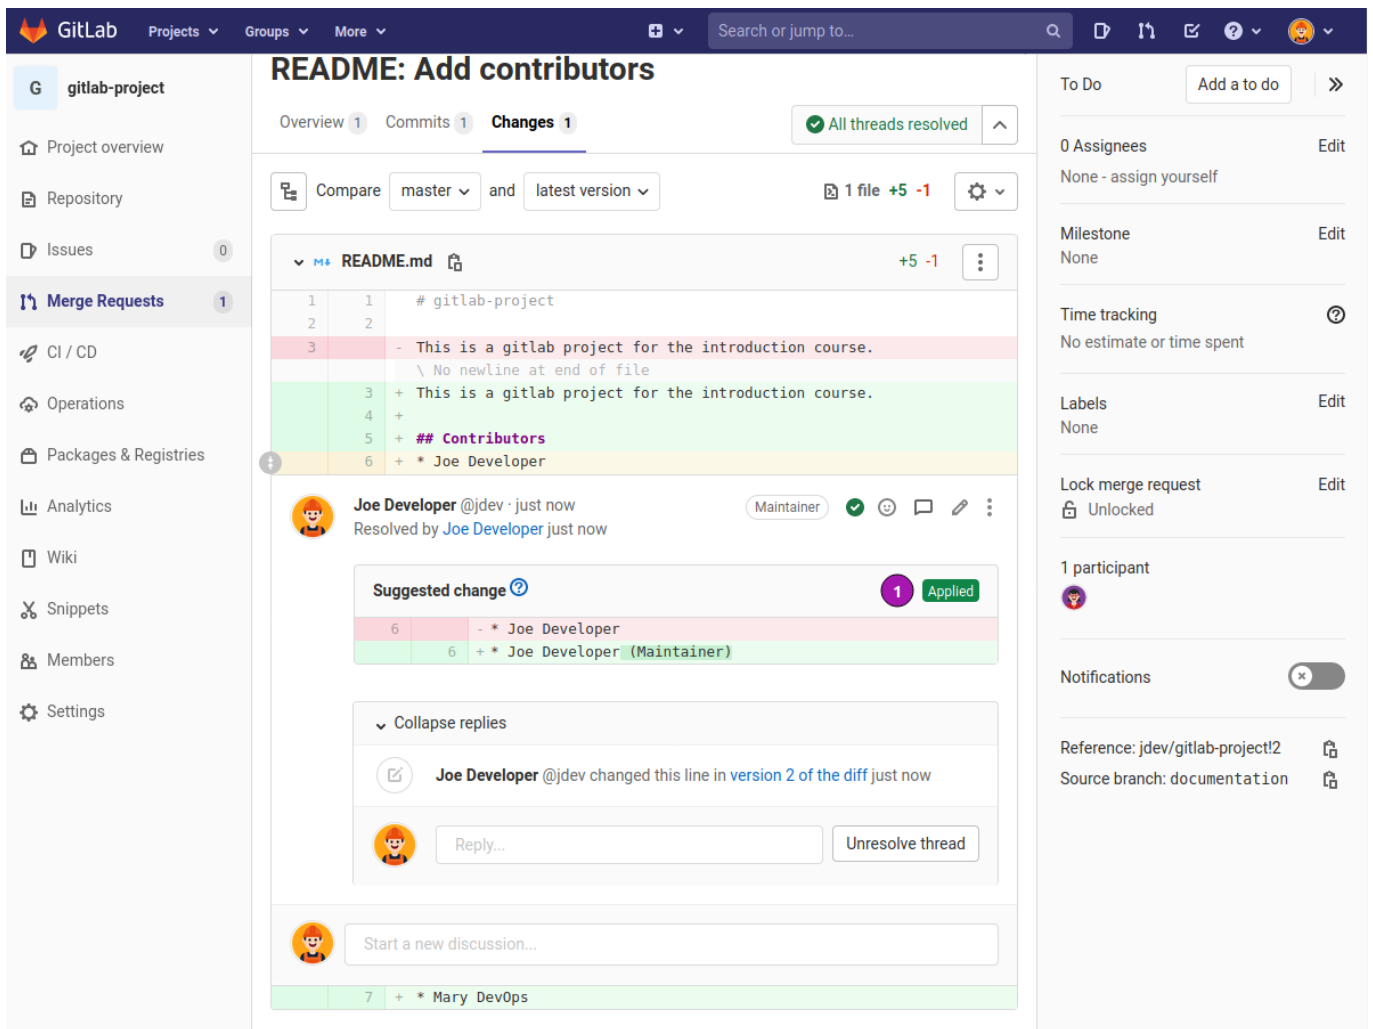 GitLab Projects Groups More Search or jump to...
G gitlab-project
Project overview
Repository
Issues 0
Merge Requests 1
CI / CD
Operations
Packages & Registries
Analytics
Wiki
Snippets
Members
Settings
README: Add contributors
Overview 1 Commits 1 Changes 1 All threads resolved
Compare master and latest version 1 file +5 -1
README.md +5 -1
1 1 # gitlab-project
2 2
3 - This is a gitlab project for the introduction course.
\ No newline at end of file
3 + This is a gitlab project for the introduction course.
4 +
5 + ## Contributors
6 + * Joe Developer
Joe Developer @jdev · just now Maintainer
Resolved by Joe Developer just now
Suggested change 1 Applied
6 - * Joe Developer
6 + * Joe Developer (Maintainer)
Collapse replies
Joe Developer @jdev changed this line in version 2 of the diff just now
Reply... Unresolve thread
Start a new discussion...
7 + * Mary DevOps
To Do Add a to do
0 Assignees Edit
None - assign yourself
Milestone Edit
None
Time tracking
No estimate or time spent
Labels Edit
None
Lock merge request Edit
Unlocked
1 participant
Notifications
Reference: jdev/gitlab-project!2
Source branch: documentation